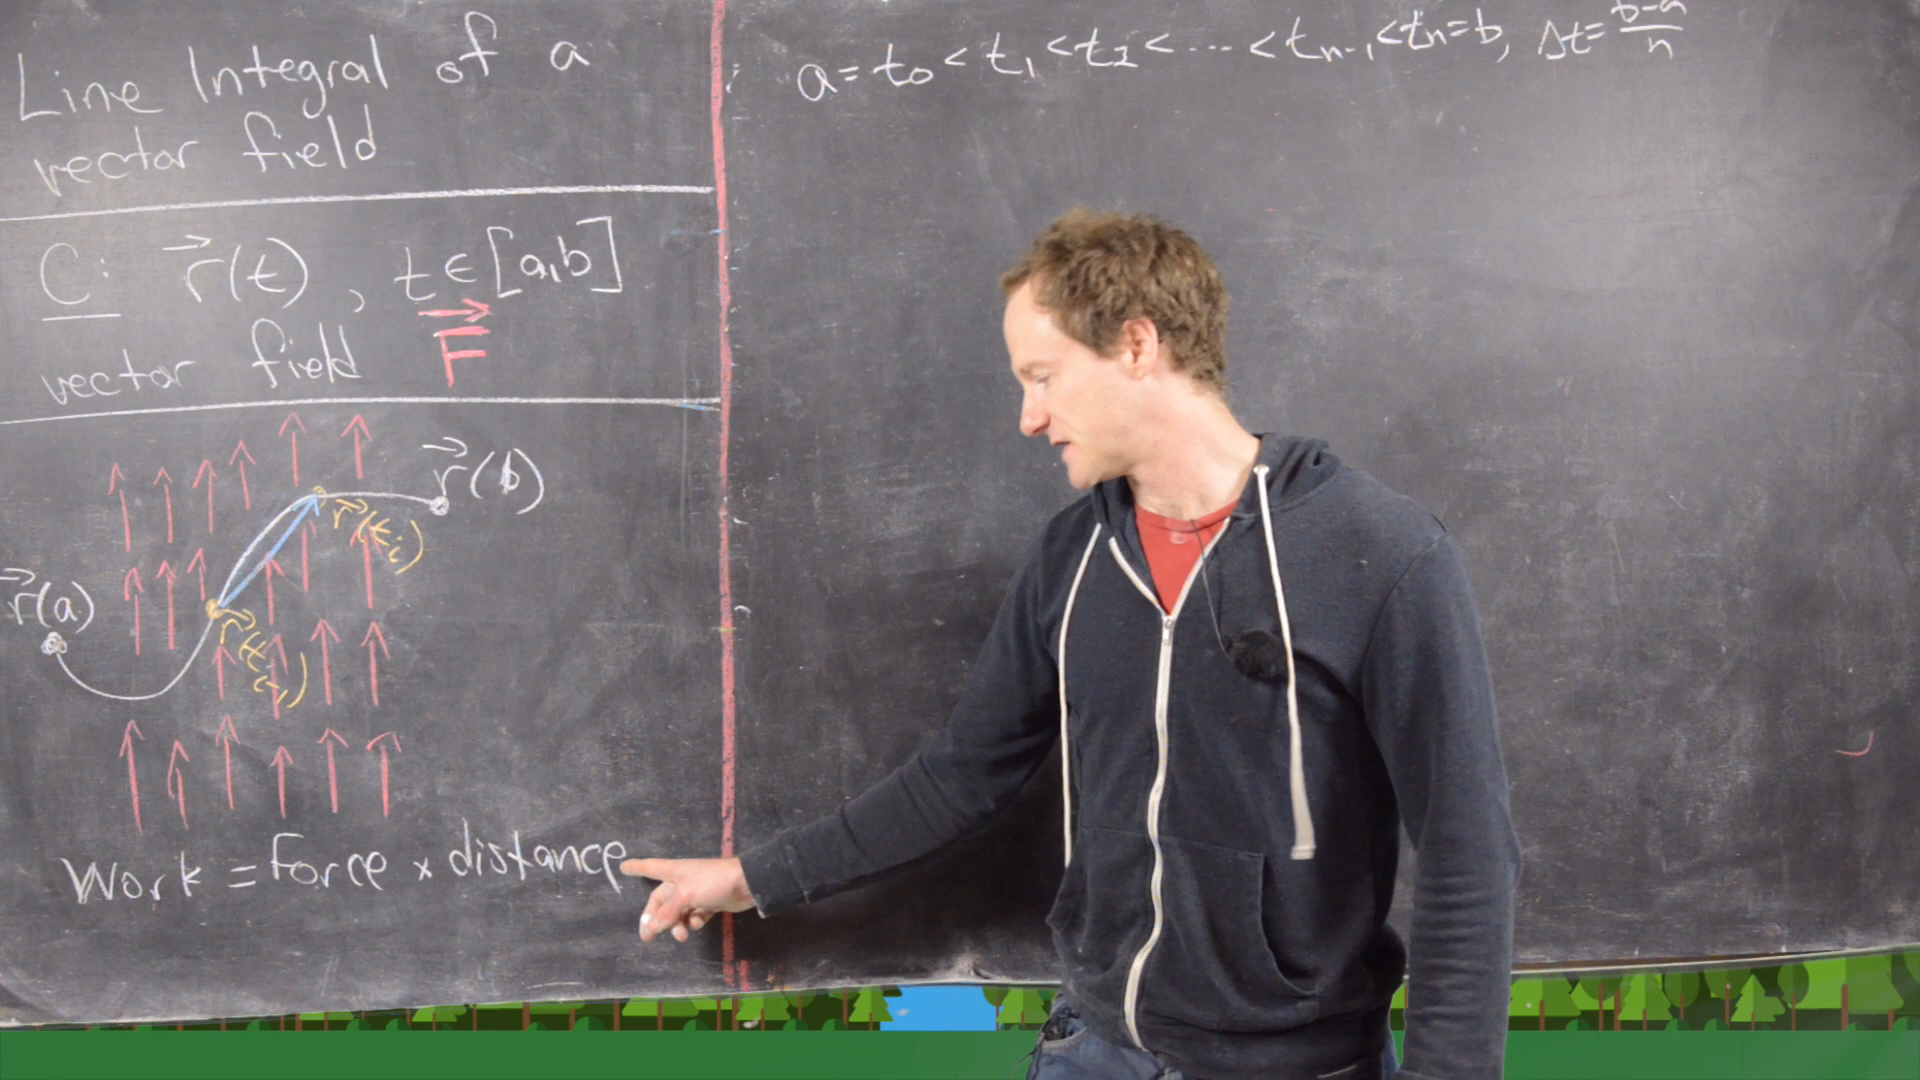 Line Integral of a
vector field
C: r⃗(t), t∈[a,b]
vector field F⃗
r⃗(b)
r⃗(tᵢ)
r⃗(a)
r⃗(tᵢ₋₁)
Work = Force × distance
a=t₀<t₁<t₂<⋯<tₙ₋₁<tₙ=b, Δt=(b-a)/n